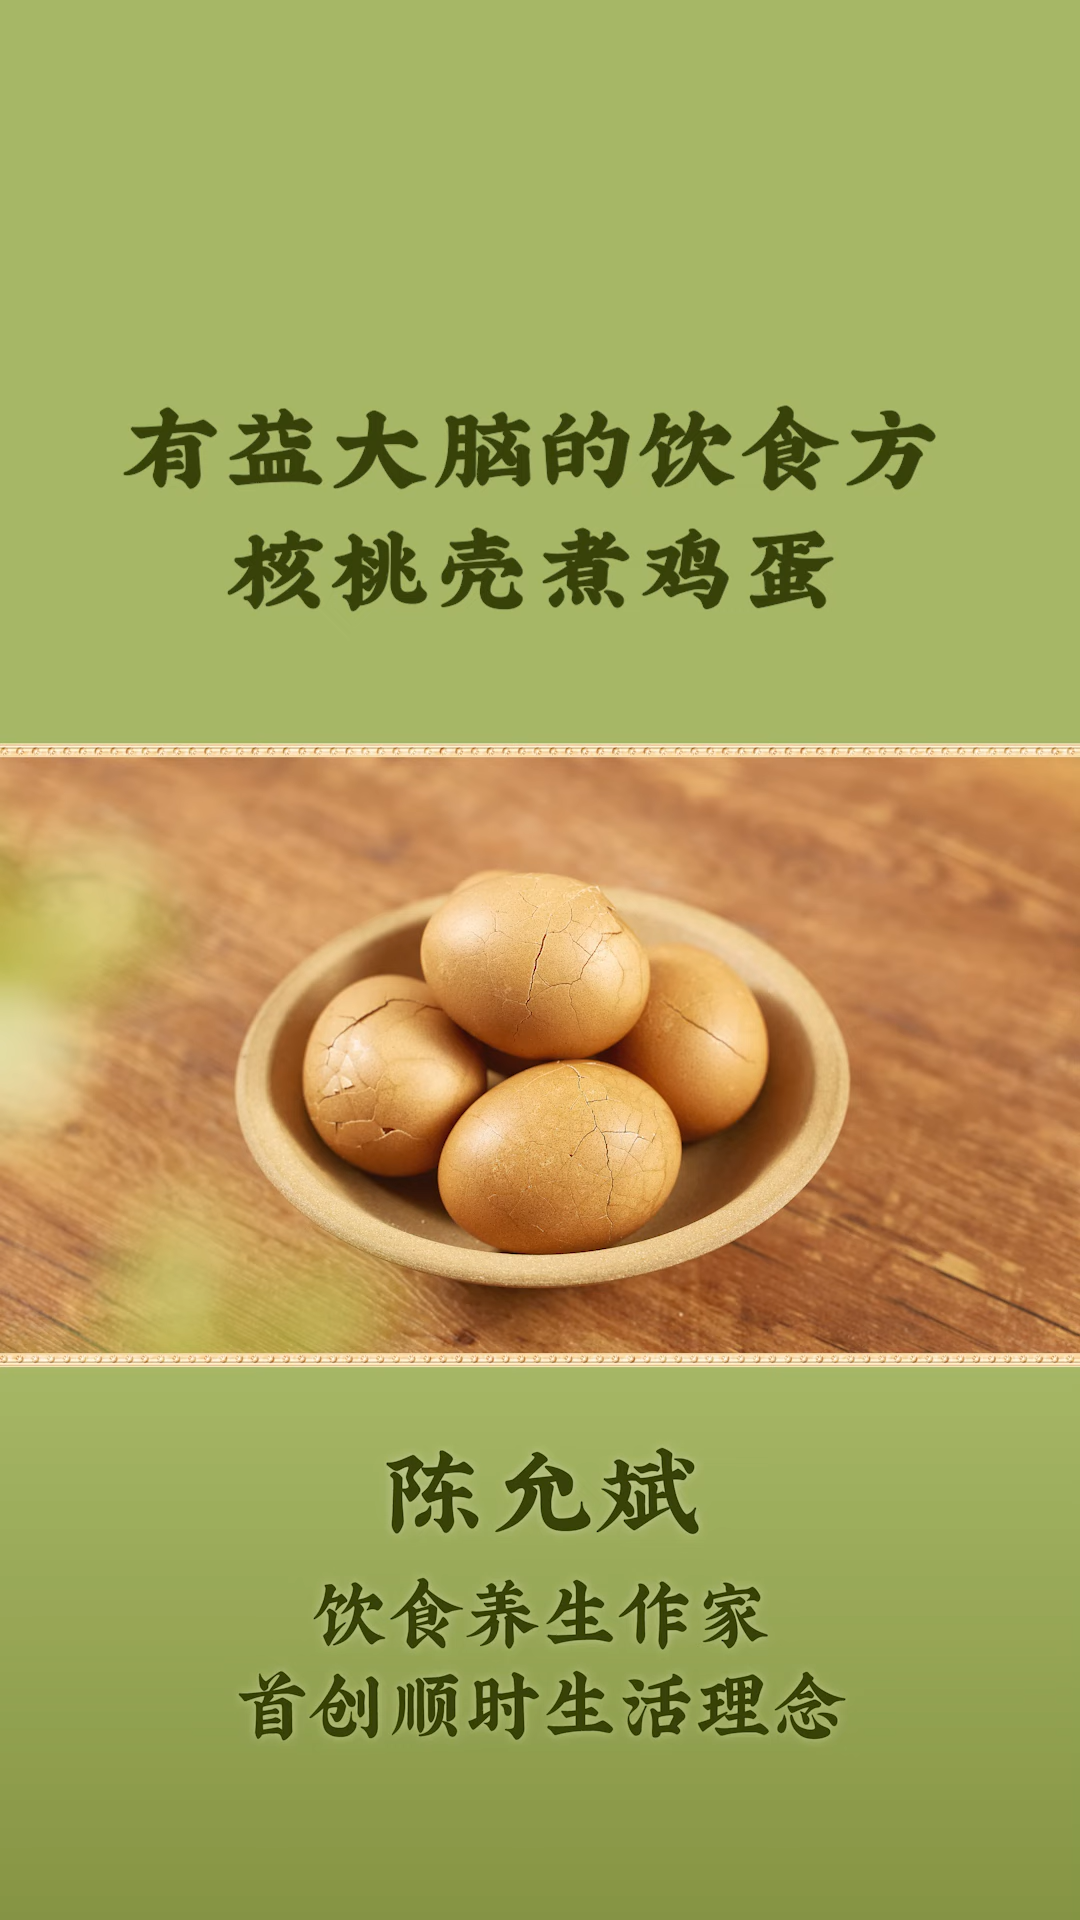 有益大脑的饮食方
核桃壳煮鸡蛋
陈允斌
饮食养生作家
首创顺时生活理念